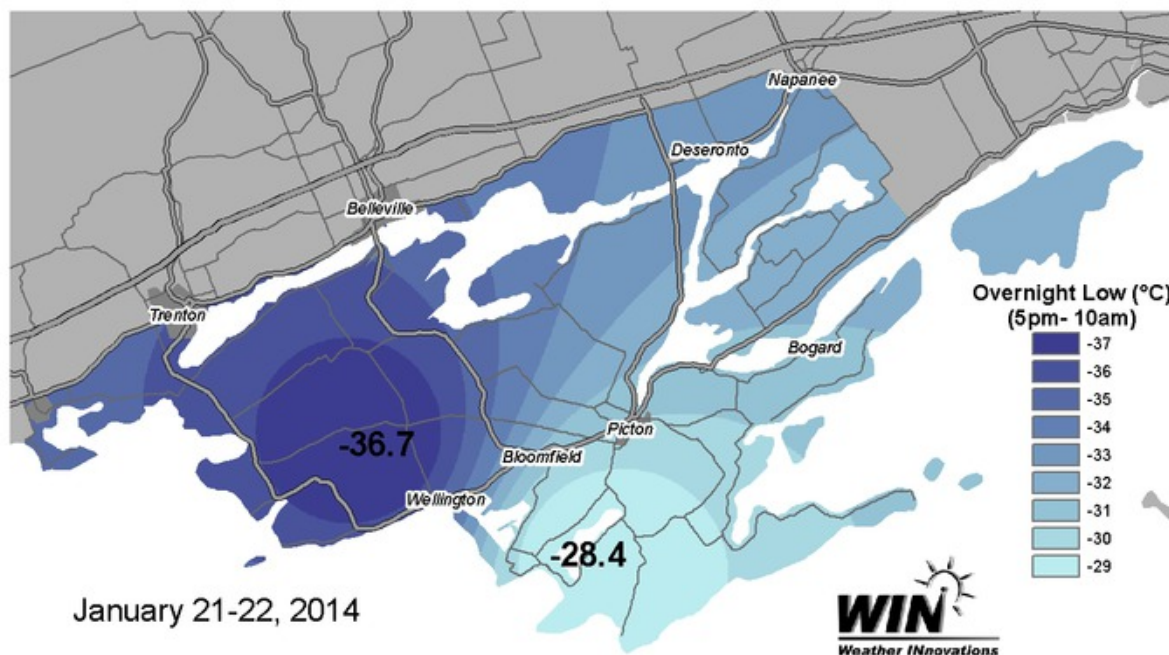 Napanee
Deseronto
Belleville
Trenton
Overnight Low (°C)
(5pm- 10am)
-37
-36
-35
-34
-33
-32
-31
-30
-29
Bogard
Picton
-36.7
Bloomfield
Wellington
-28.4
January 21-22, 2014
WIN
Weather INnovations